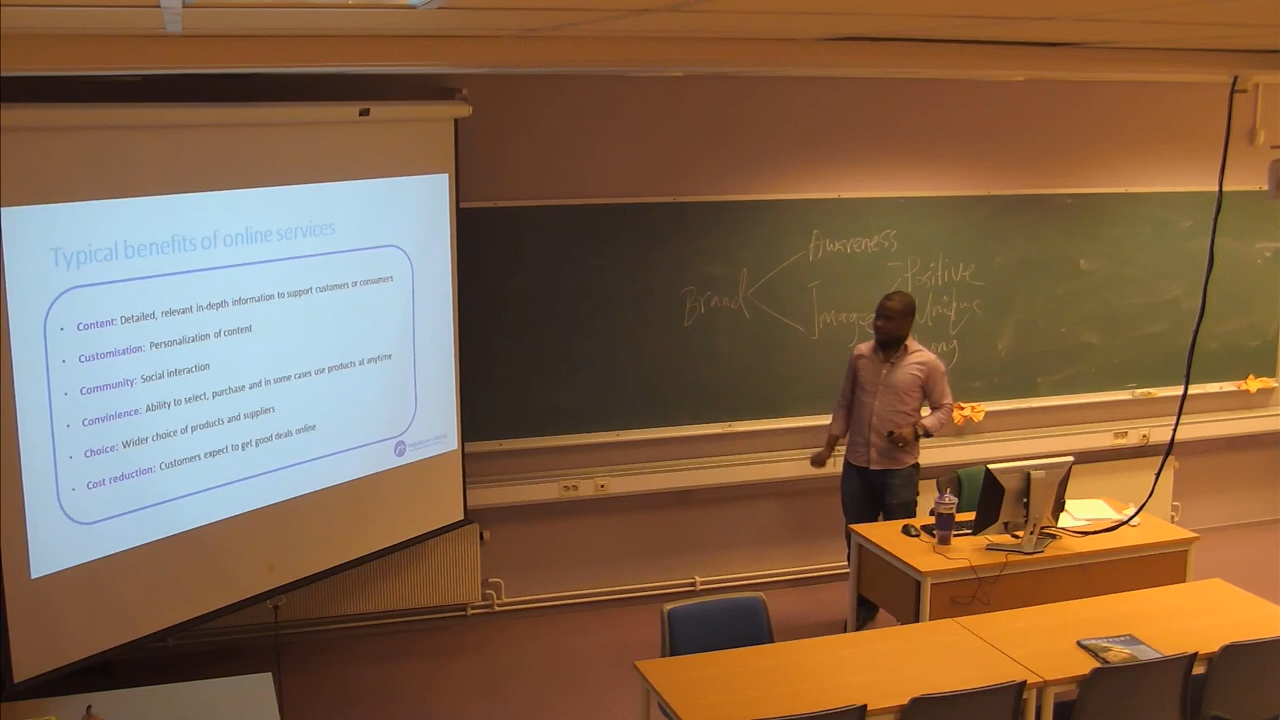 Typical benefits of online services
• Content: Detailed, relevant in-depth information to support customers or consumers
• Customisation: Personalization of content
• Community: Social interaction
• Convinience: Ability to select, purchase and in some cases use products at anytime
• Choice: Wider choice of products and suppliers
• Cost reduction: Customers expect to get good deals online
Awareness
Brand
Positive
Image
Unique